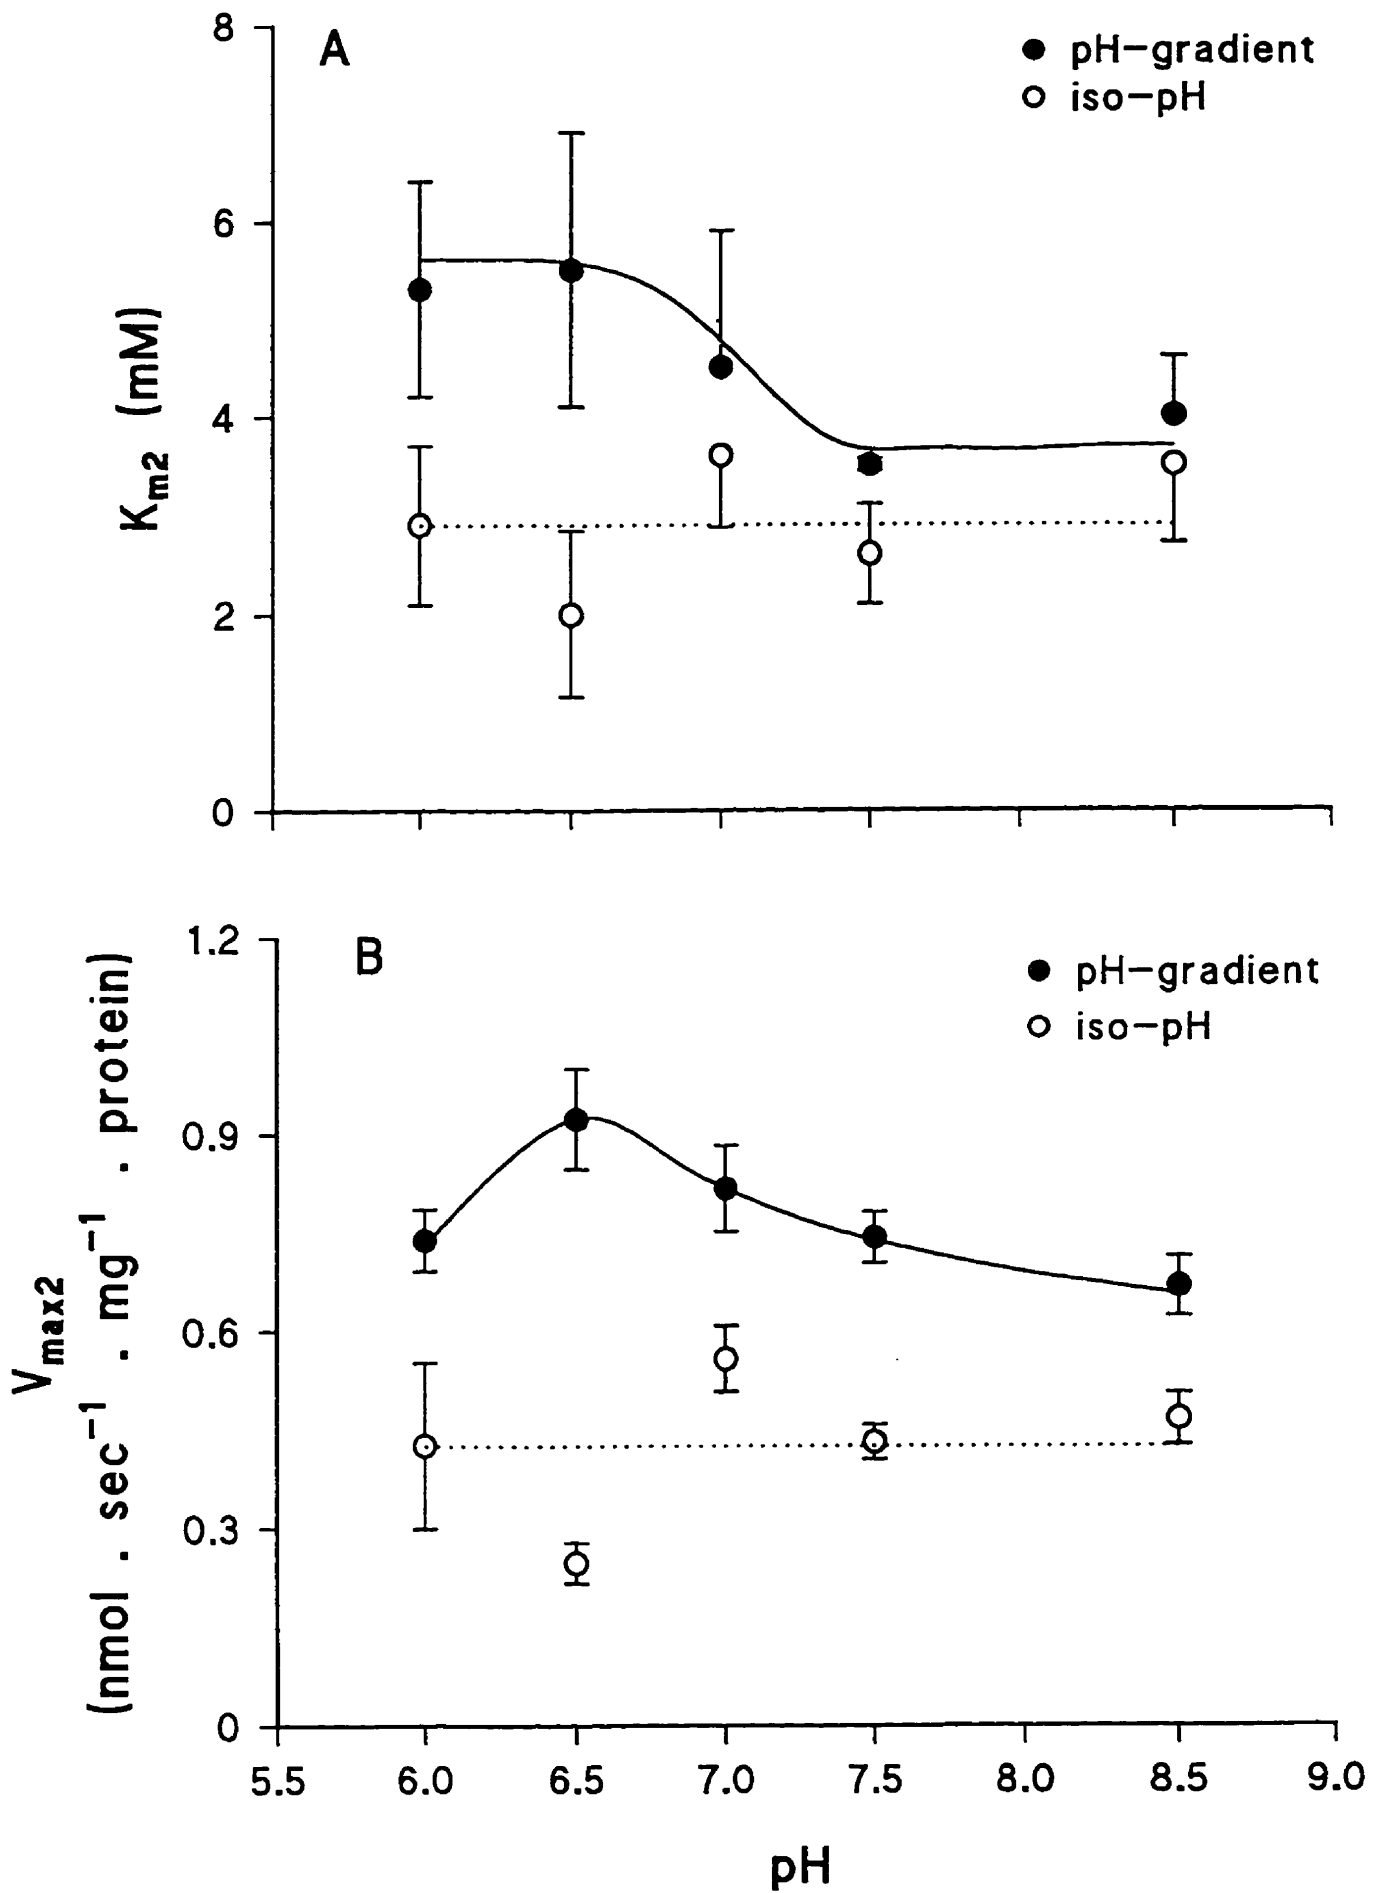 A
pH-gradient
iso-pH
8
6
4
2
0
Km2 (mM)
B
pH-gradient
iso-pH
1.2
0.9
0.6
0.3
0
Vmax2
(nmol . sec⁻¹ . mg⁻¹ . protein)
5.5 6.0 6.5 7.0 7.5 8.0 8.5 9.0
pH